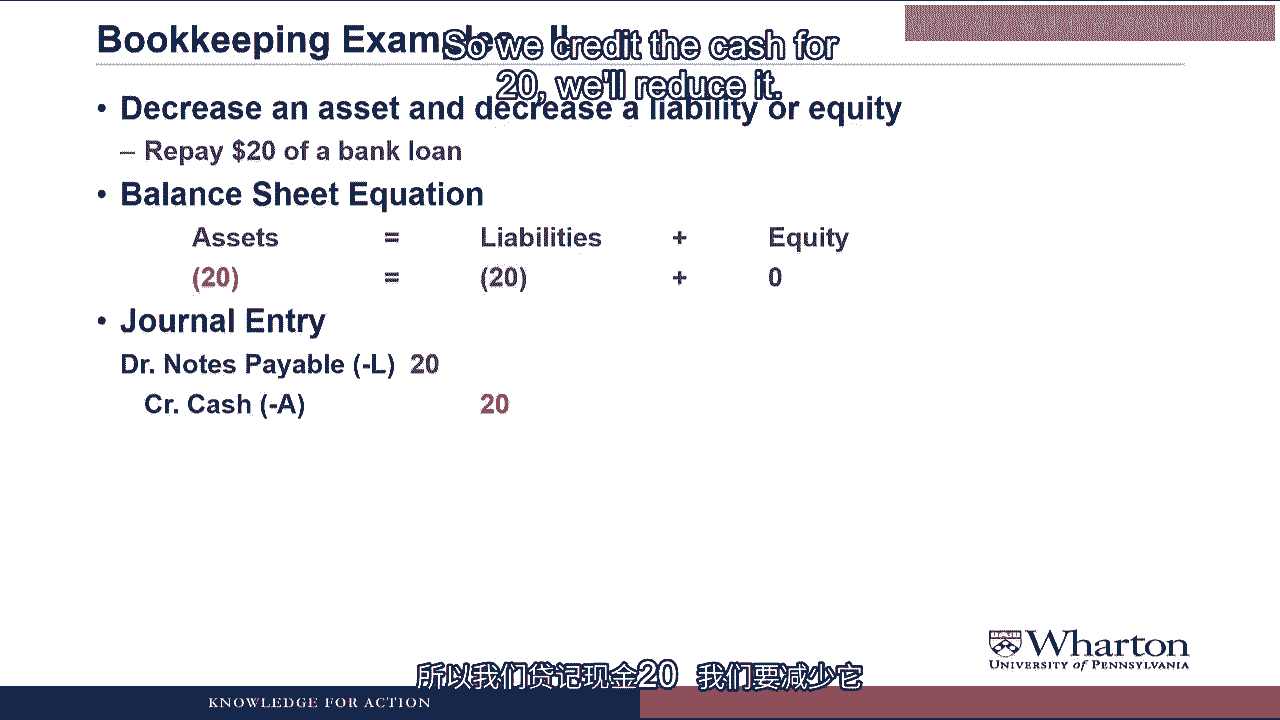 Bookkeeping Examples II
So we credit the cash for
20, we'll reduce it.
• Decrease an asset and decrease a liability or equity
– Repay $20 of a bank loan
• Balance Sheet Equation
Assets = Liabilities + Equity
(20) = (20) + 0
• Journal Entry
Dr. Notes Payable (-L) 20
Cr. Cash (-A) 20
Wharton
UNIVERSITY of PENNSYLVANIA
所以我们贷记现金20 我们要减少它
KNOWLEDGE FOR ACTION